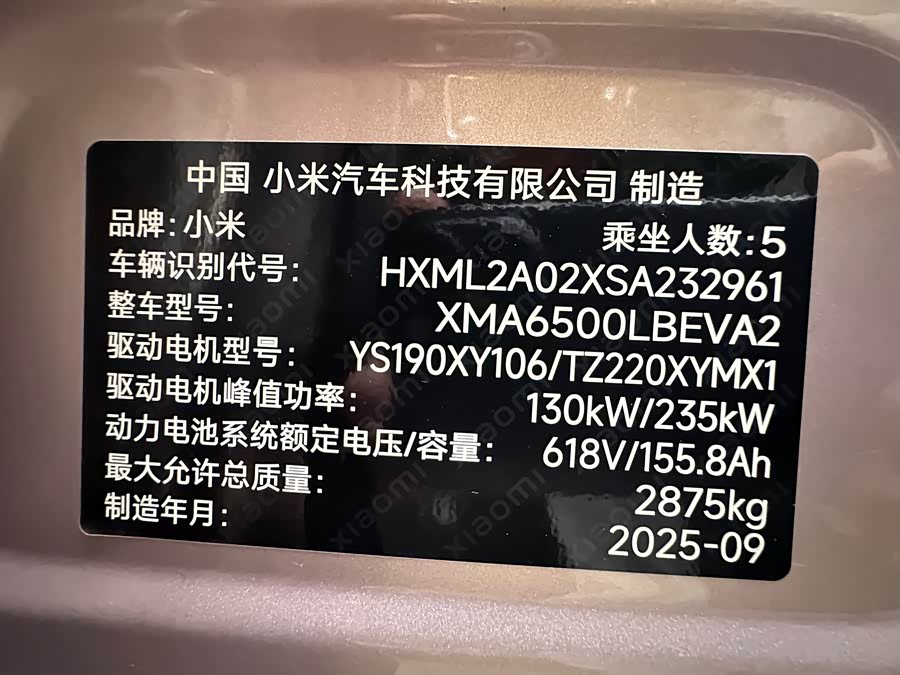 中国 小米汽车科技有限公司 制造
品牌：小米 乘坐人数：5
车辆识别代号： HXML2A02XSA232961
整车型号： XMA6500LBEVA2
驱动电机型号： YS190XY106/TZ220XYMX1
驱动电机峰值功率： 130kW/235kW
动力电池系统额定电压/容量： 618V/155.8Ah
最大允许总质量： 2875kg
制造年月： 2025-09
xiaomi